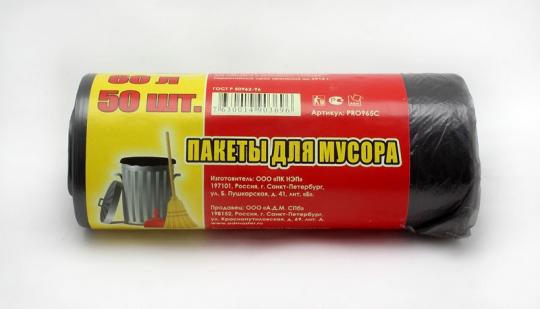 60 Л
50 ШТ.
ГОСТ Р 50962-96
Артикул: PRO965C
ПАКЕТЫ ДЛЯ МУСОРА
Изготовитель: ООО «ПК НЭП»
197101, Россия, г. Санкт-Петербург,
ул. Б. Пушкарская, д. 41, лит. «Б».
Продавец: ООО «А.Д.М. СПб»
198152, Россия, г. Санкт-Петербург,
ул. Краснопутиловская, д. 69, лит. А.